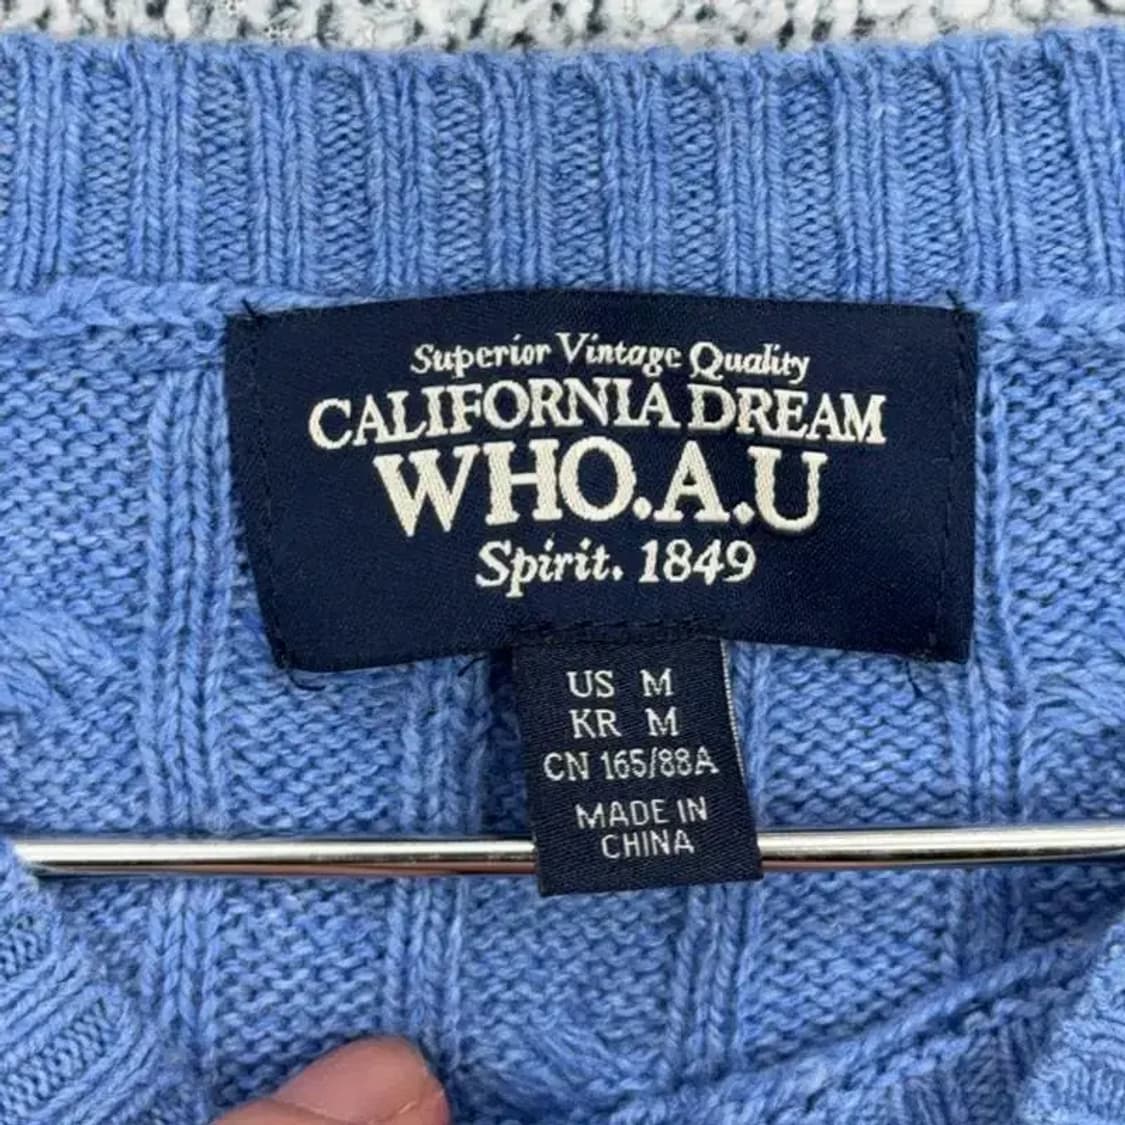 Superior Vintage Quality
CALIFORNIA DREAM
WHO.A.U
Spirit. 1849
US M
KR M
CN 165/88A
MADE IN
CHINA